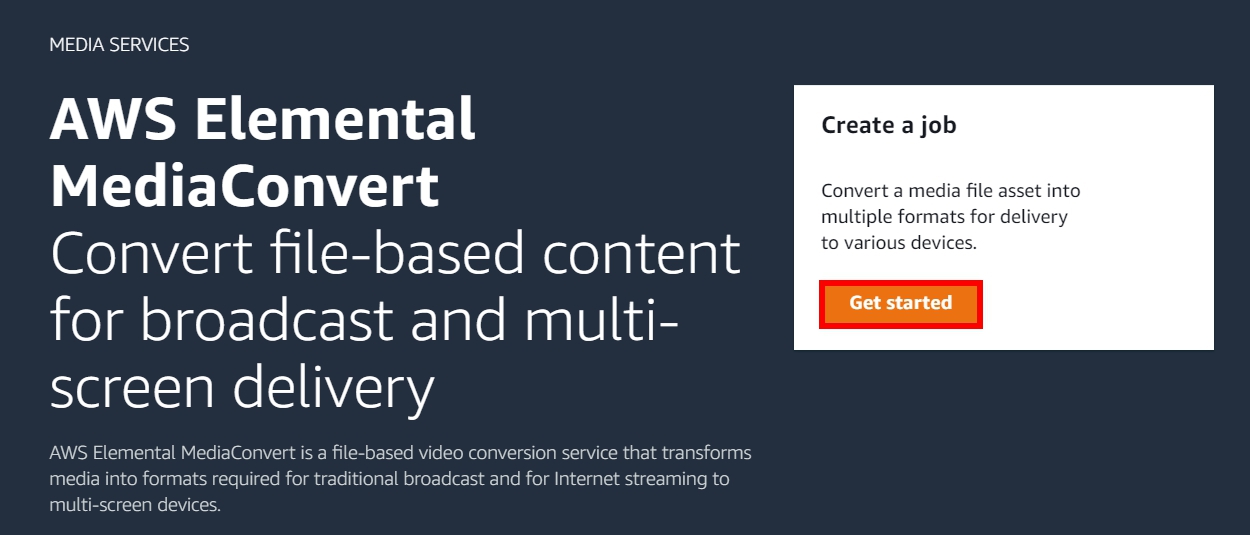 MEDIA SERVICES
AWS Elemental
MediaConvert
Convert file-based content
for broadcast and multi-
screen delivery
AWS Elemental MediaConvert is a file-based video conversion service that transforms
media into formats required for traditional broadcast and for Internet streaming to
multi-screen devices.
Create a job
Convert a media file asset into
multiple formats for delivery
to various devices.
Get started